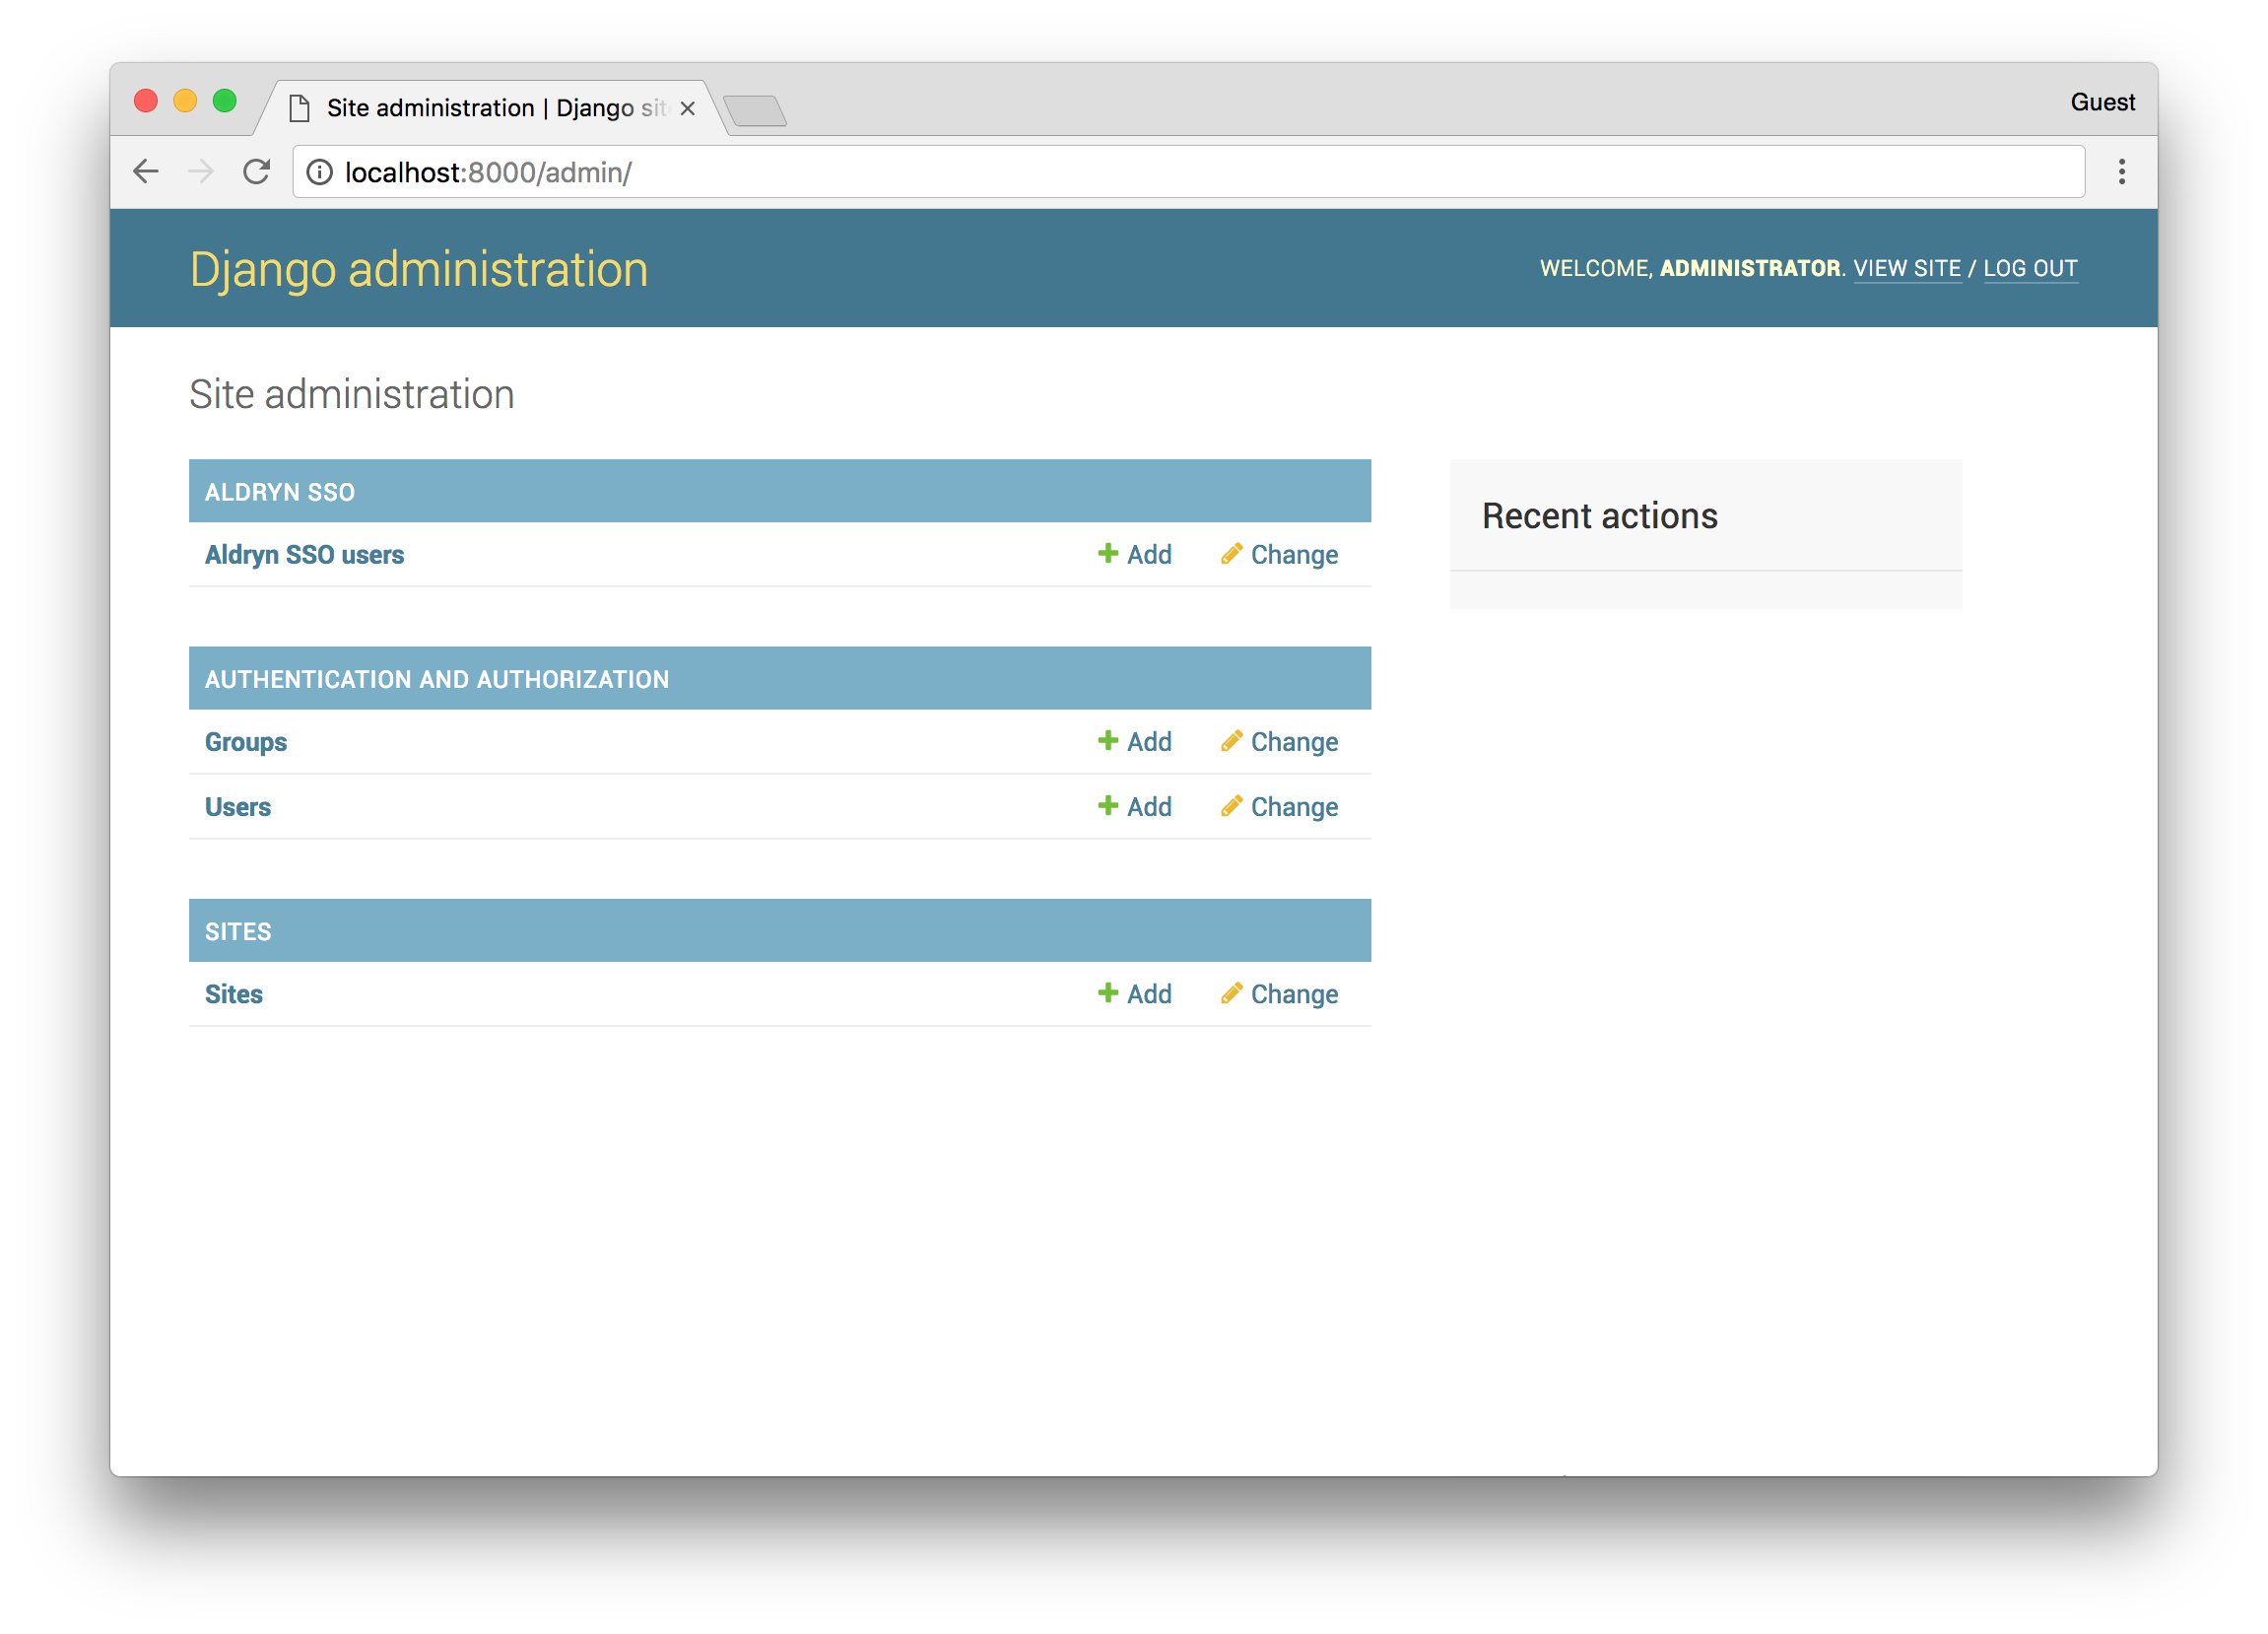 Site administration | Django sit
Guest
localhost:8000/admin/
Django administration
WELCOME, ADMINISTRATOR. VIEW SITE / LOG OUT
Site administration
ALDRYN SSO
Aldryn SSO users Add Change
AUTHENTICATION AND AUTHORIZATION
Groups Add Change
Users Add Change
SITES
Sites Add Change
Recent actions